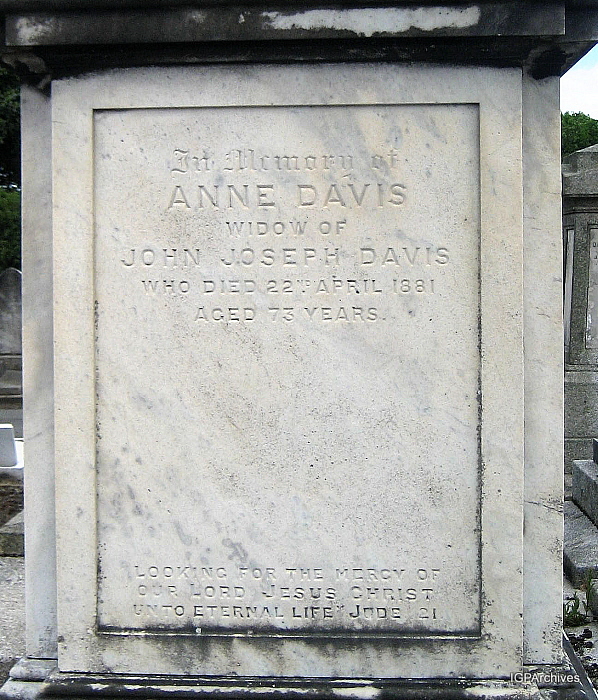 In Memory of
ANNE DAVIS
WIDOW OF
JOHN JOSEPH DAVIS
WHO DIED 22ND APRIL 1881
AGED 73 YEARS.
LOOKING FOR THE MERCY OF
OUR LORD JESUS CHRIST
UNTO ETERNAL LIFE" JUDE 21
IGPArchives